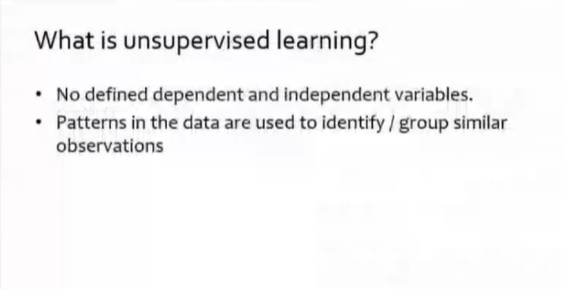 What is unsupervised learning?
• No defined dependent and independent variables.
• Patterns in the data are used to identify / group similar
observations